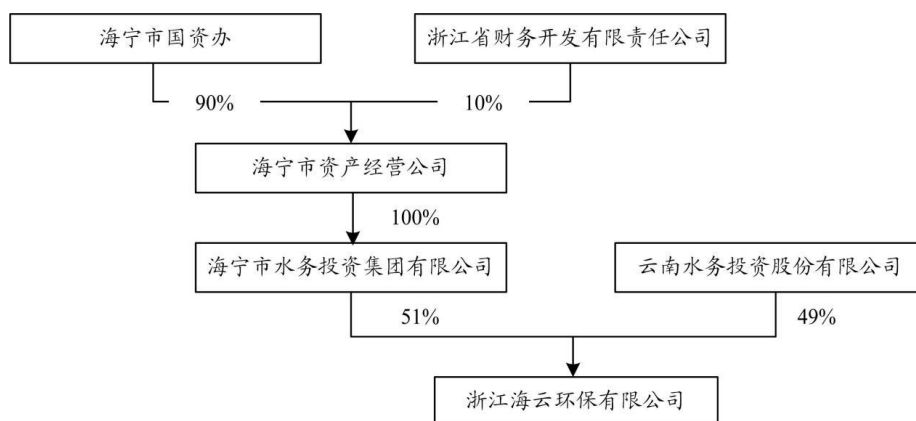 海宁市国资办
浙江省财务开发有限责任公司
90%
10%
海宁市资产经营公司
100%
海宁市水务投资集团有限公司
云南水务投资股份有限公司
51%
49%
浙江海云环保有限公司